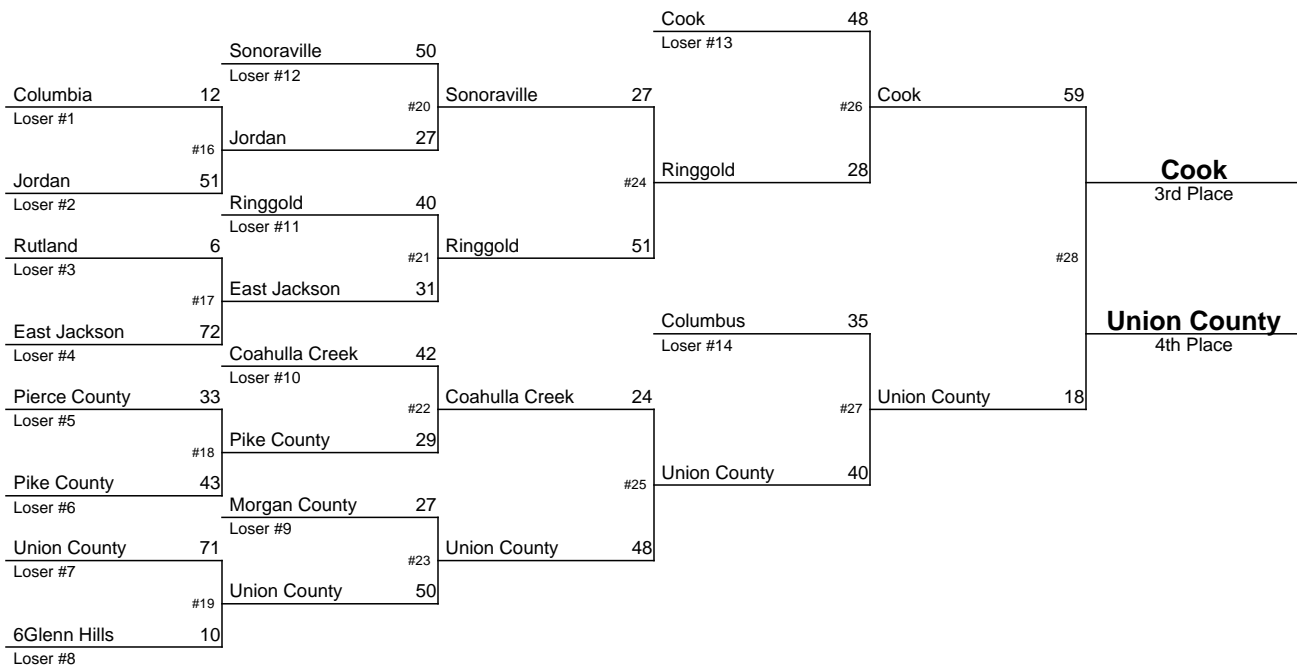 Cook 48
Loser #13
Sonoraville 50
Loser #12
Columbia 12
Loser #1
#20
Sonoraville 27
#26
Cook 59
#16
Jordan 27
Jordan 51
Loser #2
#24
Ringgold 28
Cook
3rd Place
Ringgold 40
Loser #11
Rutland 6
Loser #3
#21
Ringgold 51
#28
#17
East Jackson 31
East Jackson 72
Loser #4
Columbus 35
Loser #14
Union County
4th Place
Coahulla Creek 42
Loser #10
Pierce County 33
Loser #5
#22
Coahulla Creek 24
#27
Union County 18
#18
Pike County 29
Pike County 43
Loser #6
#25
Union County 40
Morgan County 27
Loser #9
Union County 71
Loser #7
#23
Union County 48
#19
Union County 50
6Glenn Hills 10
Loser #8